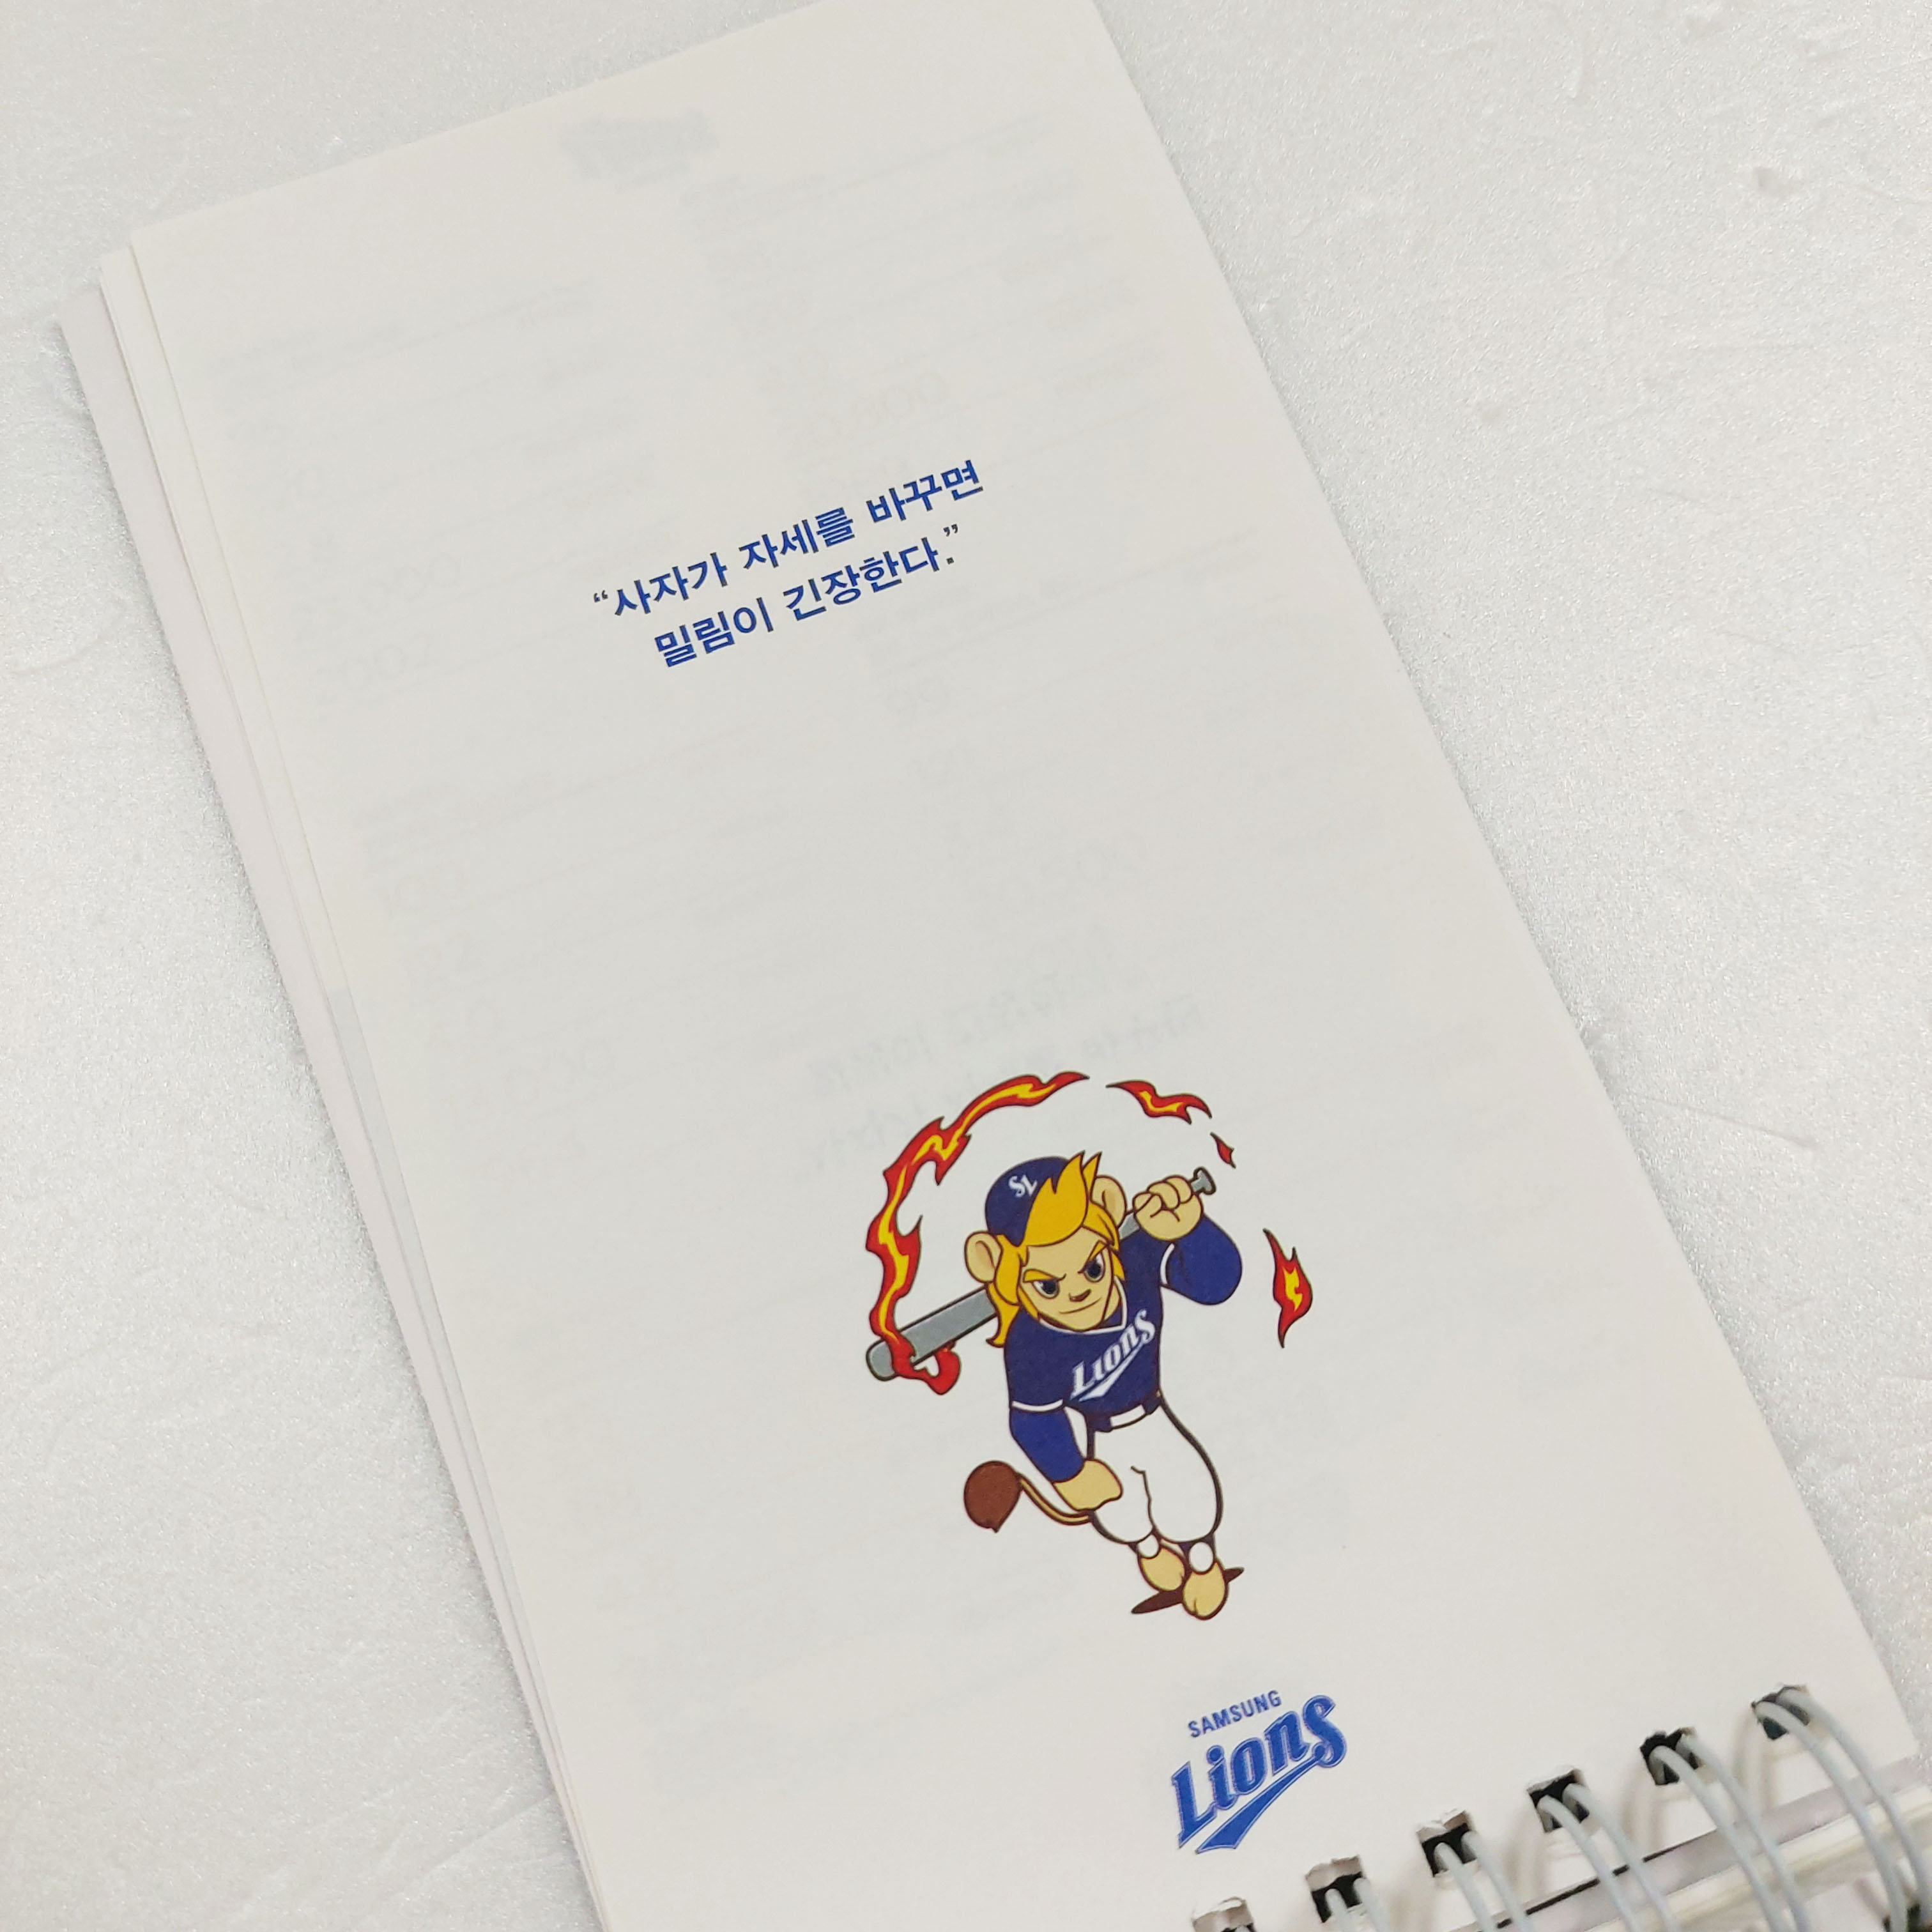 “사자가 자세를 바꾸면
밀림이 긴장한다.”
SL
Lions
SAMSUNG
Lions